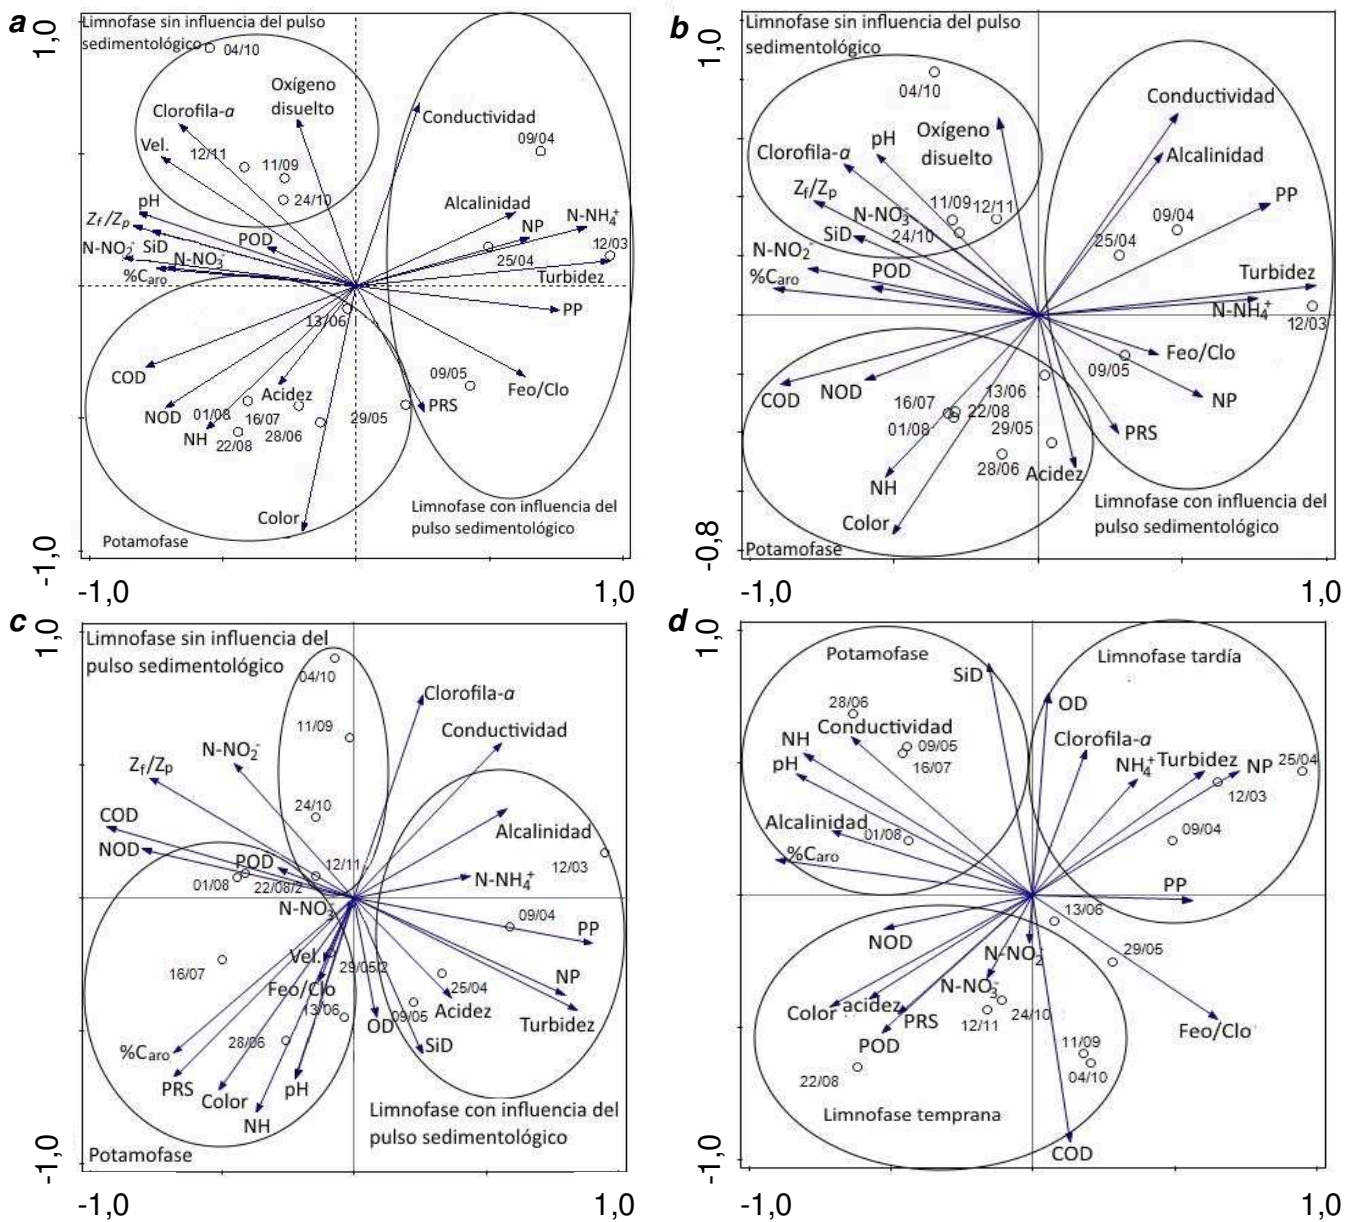 a
Limnofase sin influencia del pulso
sedimentológico
04/10
1,0
Oxígeno
disuelto
Clorofila-α
Conductividad
Vel.
12/11
11/09
09/04
24/10
pH
Alcalinidad
Zf/Zp
NP
N-NH4+
POD
SiD
N-NO2-
N-NO3-
12/03
25/04
Turbidez
%Caro
13/06
PP
COD
09/05
Acidez
Feo/Clo
NOD
01/08
16/07
29/05
PRS
NH
22/08
28/06
Color
Limnofase con influencia del
pulso sedimentológico
Potamofase
-1,0
-1,0
1,0
b
Limnofase sin influencia del pulso
sedimentológico
1,0
04/10
Conductividad
pH
Oxígeno
disuelto
Clorofila-α
Alcalinidad
Zf/Zp
PP
N-NO3-
11/09
12/11
09/04
SiD
24/10
25/04
N-NO2-
POD
Turbidez
%Caro
N-NH4+
12/03
Feo/Clo
09/05
COD
NOD
13/06
NP
16/07
22/08
01/08
29/05
PRS
28/06
Acidez
NH
Color
Limnofase con influencia del
pulso sedimentológico
Potamofase
-0,8
-1,0
1,0
c
Limnofase sin influencia del
pulso sedimentológico
1,0
04/10
Clorofila-α
11/09
Conductividad
N-NO2-
Zf/Zp
24/10
COD
Alcalinidad
NOD
POD
12/11
12/03
01/08
22/08/2
N-NH4+
N-NO3-
09/04
PP
Vel.
29/05/2
16/07
NP
Feo/Clo
25/04
13/06
Acidez
OD
09/05
Turbidez
28/06
SiD
%Caro
PRS
pH
Color
NH
Limnofase con influencia del
pulso sedimentológico
Potamofase
-1,0
-1,0
1,0
d
1,0
Potamofase
Limnofase tardía
SiD
28/06
OD
Conductividad
NH
09/05
Clorofila-α
16/07
pH
NH4+
Turbidez
NP
25/04
12/03
Alcalinidad
01/08
09/04
%Caro
PP
13/06
NOD
N-NO2-
29/05
N-NO3-
Color
acidez
PRS
12/11
24/10
Feo/Clo
POD
11/09
22/08
04/10
Limnofase temprana
COD
-1,0
-1,0
1,0